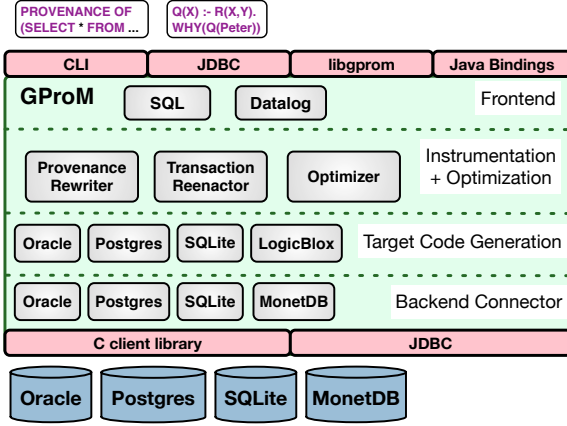 PROVENANCE OF
(SELECT * FROM ...
Q(X) :- R(X,Y).
WHY(Q(Peter))
CLI
JDBC
libgprom
Java Bindings
GProM
SQL
Datalog
Frontend
Provenance
Rewriter
Transaction
Reenactor
Optimizer
Instrumentation
+ Optimization
Oracle
Postgres
SQLite
LogicBlox
Target Code Generation
Oracle
Postgres
SQLite
MonetDB
Backend Connector
C client library
JDBC
Oracle
Postgres
SQLite
MonetDB